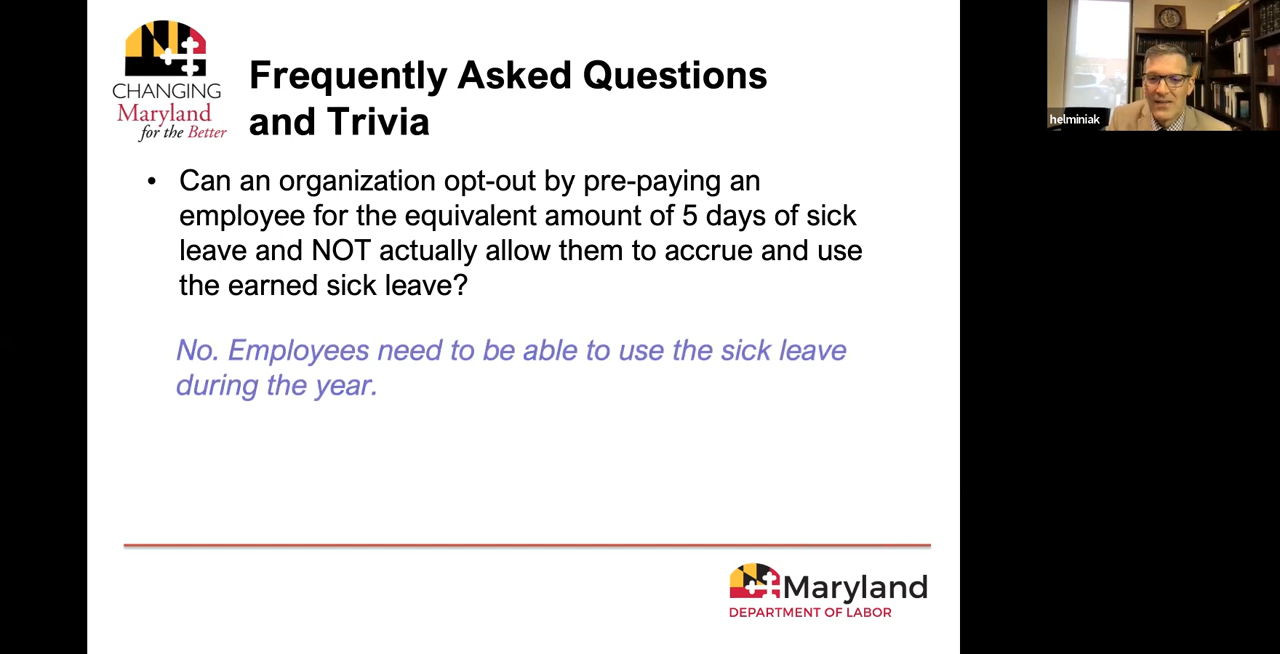 CHANGING
Maryland
for the Better
Frequently Asked Questions
and Trivia
• Can an organization opt-out by pre-paying an
employee for the equivalent amount of 5 days of sick
leave and NOT actually allow them to accrue and use
the earned sick leave?
No. Employees need to be able to use the sick leave
during the year.
Maryland
DEPARTMENT OF LABOR
helminiak